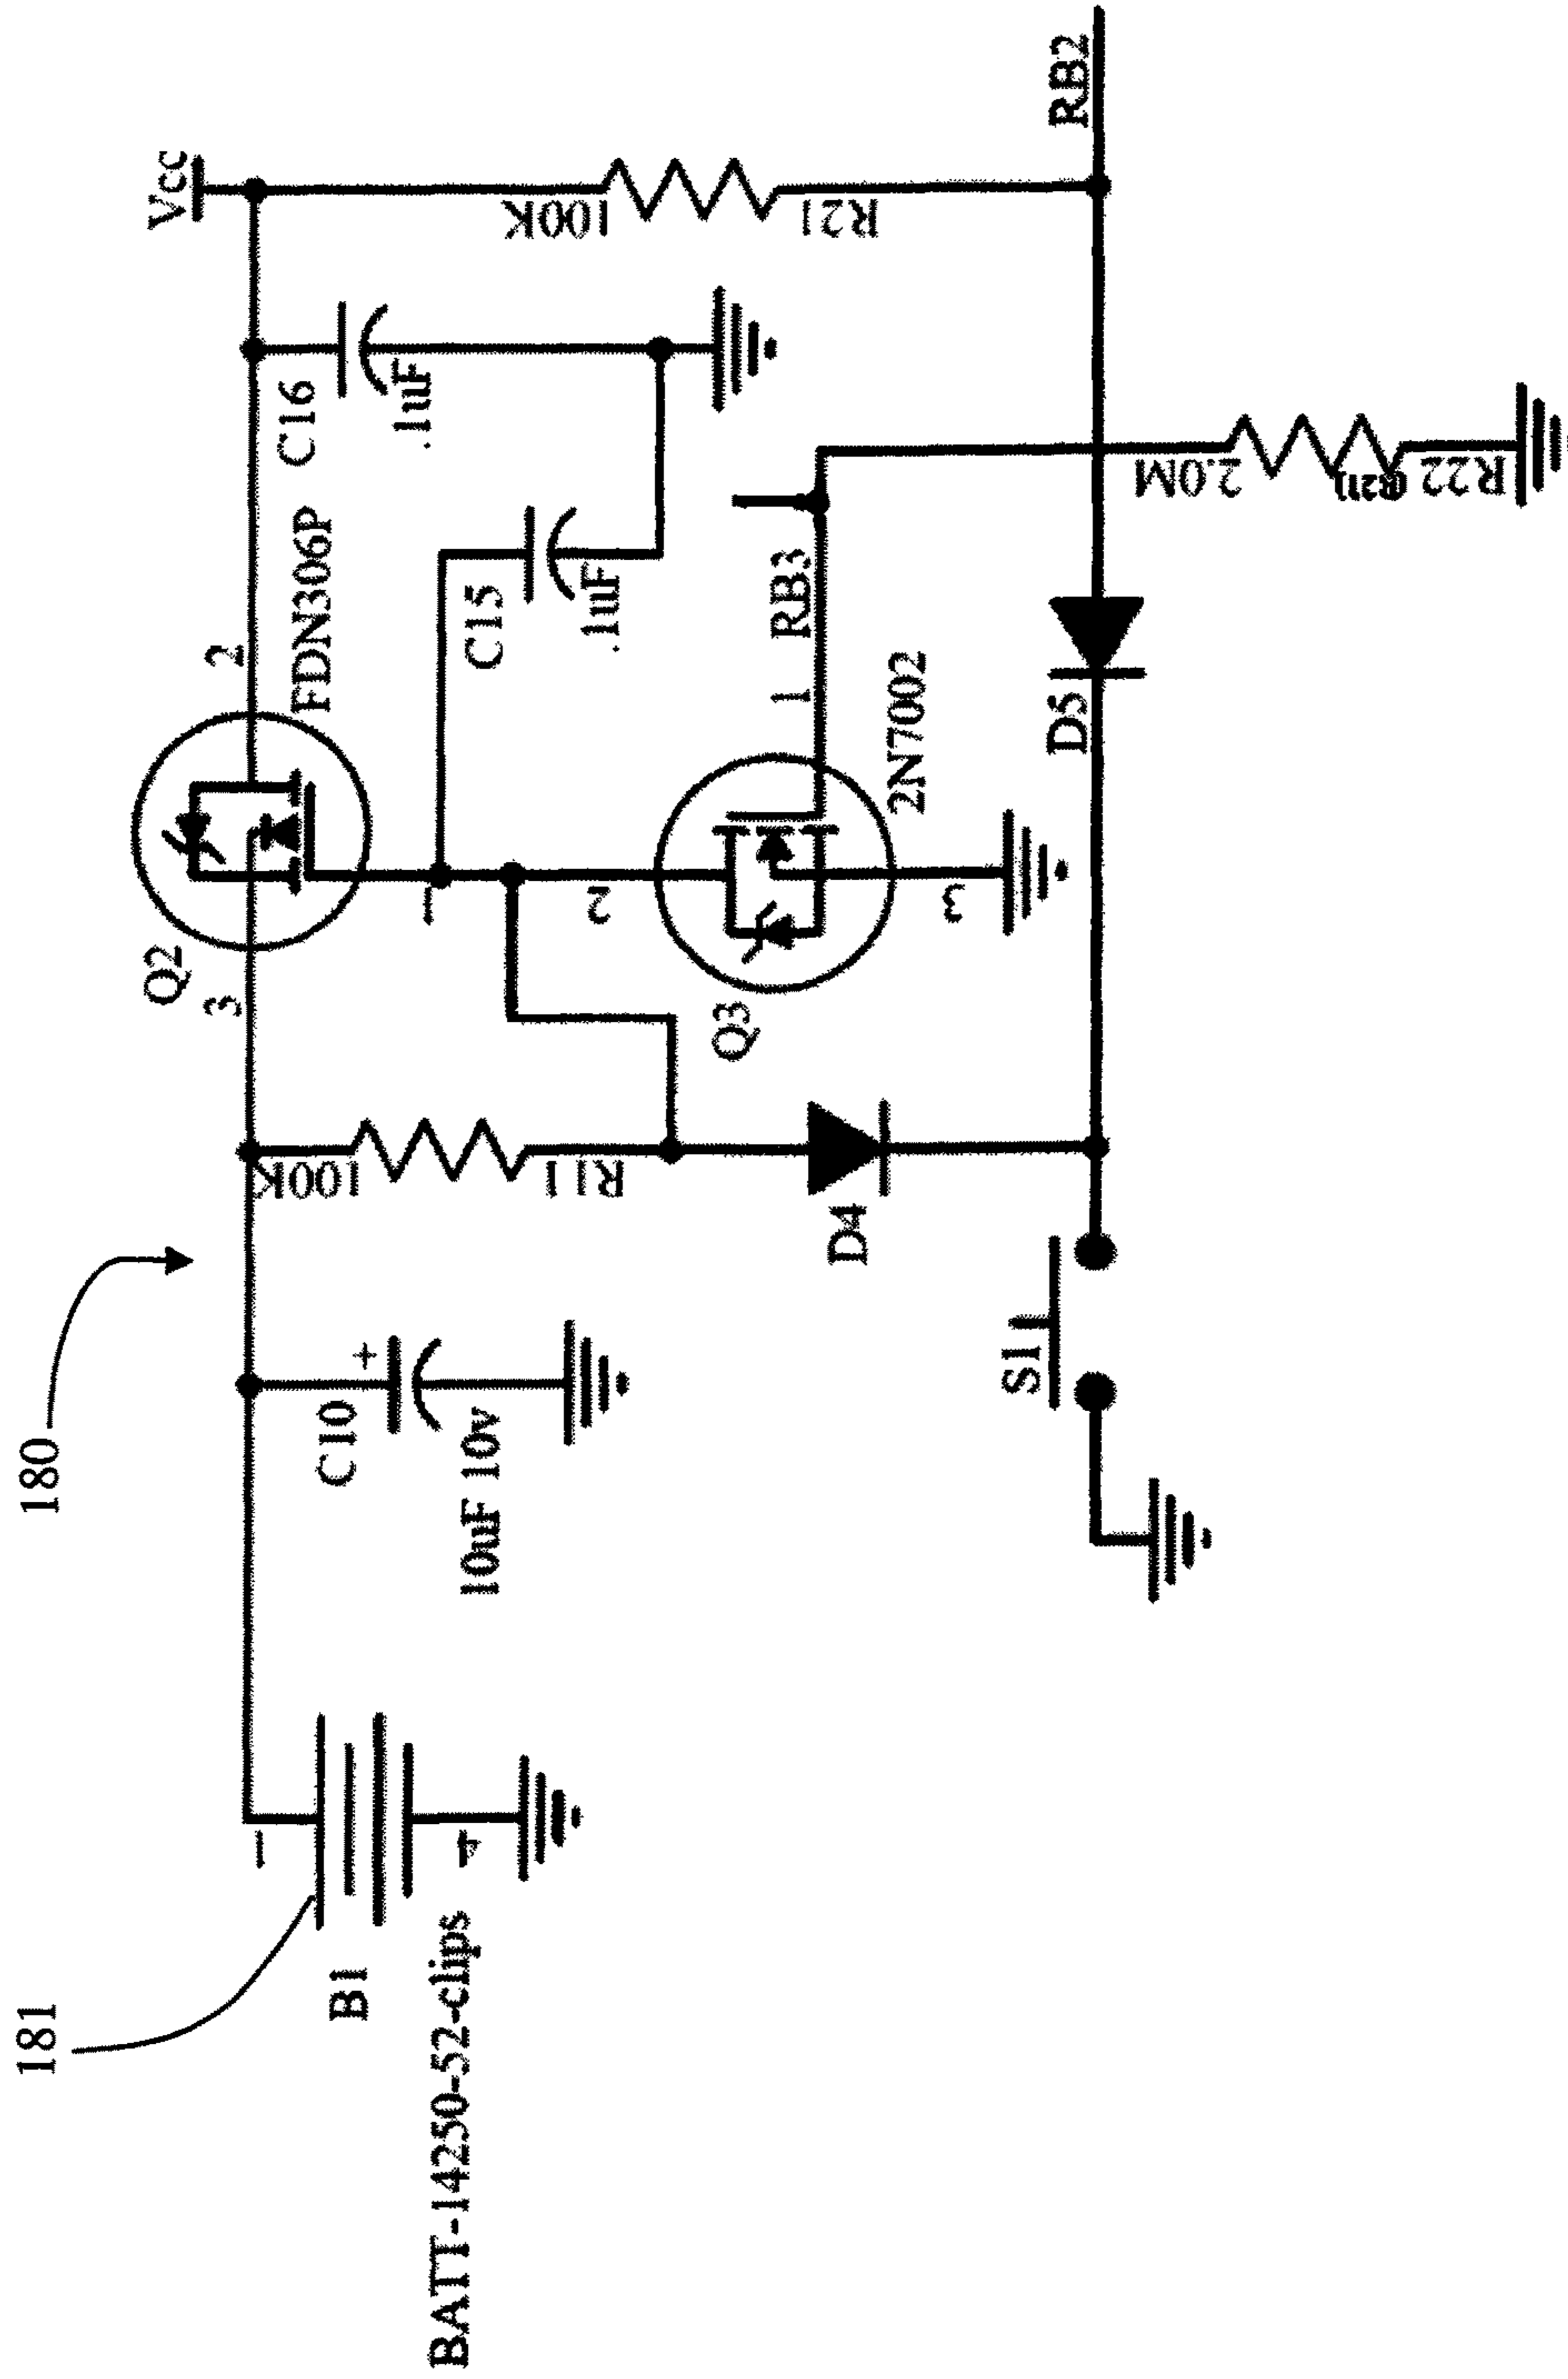 180
181
B1
BATT-14250-52-clips
1
4
C10
+
10uF 10v
100K
R11
Q2
3
2
FDN306P
1
C16
.1uF
Vcc
100K
R21
C15
.1uF
Q3
2
3
1
RB3
2N7002
D4
D5
S1
RB2
2.0M
(R21)
R22